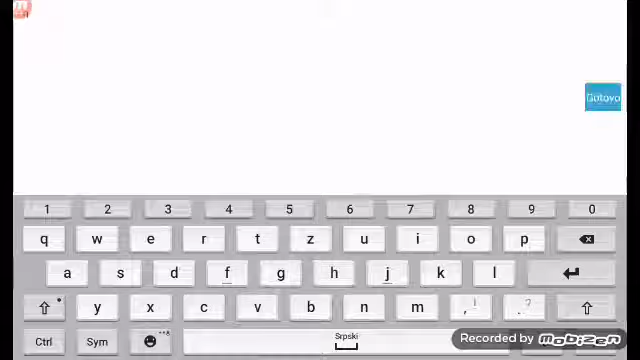 Gotovo
1 2 3 4 5 6 7 8 9 0
q w e r t z u i o p
a s d f g h j k l
y x c v b n m , ! . ?
Ctrl Sym Srpski
Recorded by MOBIZEN